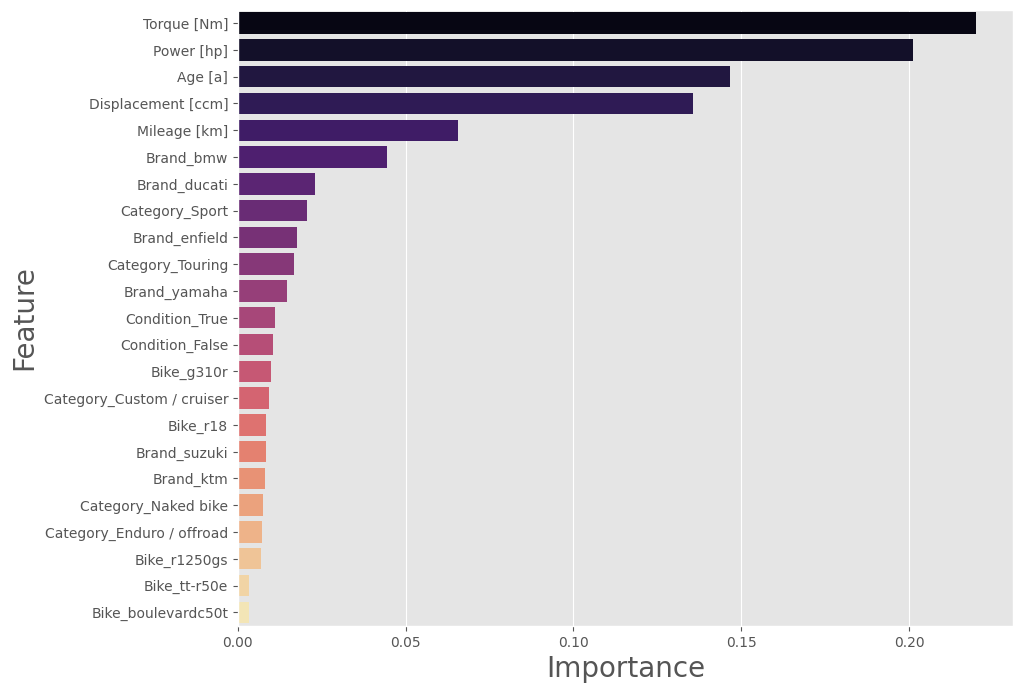 Torque [Nm]
Power [hp]
Age [a]
Displacement [ccm]
Mileage [km]
Brand_bmw
Brand_ducati
Category_Sport
Brand_enfield
Category_Touring
Brand_yamaha
Condition_True
Condition_False
Bike_g310r
Category_Custom / cruiser
Bike_r18
Brand_suzuki
Brand_ktm
Category_Naked bike
Category_Enduro / offroad
Bike_r1250gs
Bike_tt-r50e
Bike_boulevardc50t
Feature
0.00 0.05 0.10 0.15 0.20
Importance